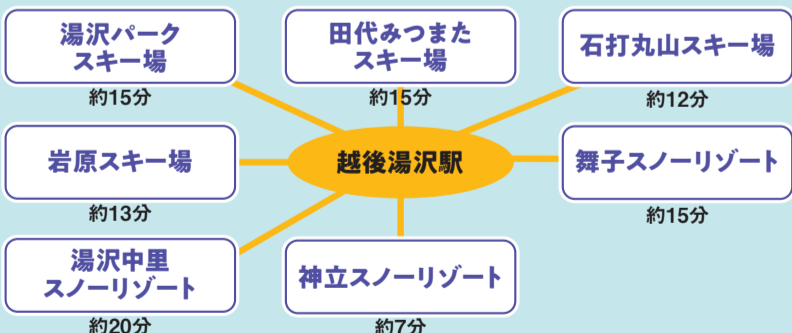 湯沢パーク
スキー場
約15分
田代みつまた
スキー場
約15分
石打丸山スキー場
約12分
岩原スキー場
約13分
越後湯沢駅
舞子スノーリゾート
約15分
湯沢中里
スノーリゾート
約20分
神立スノーリゾート
約7分